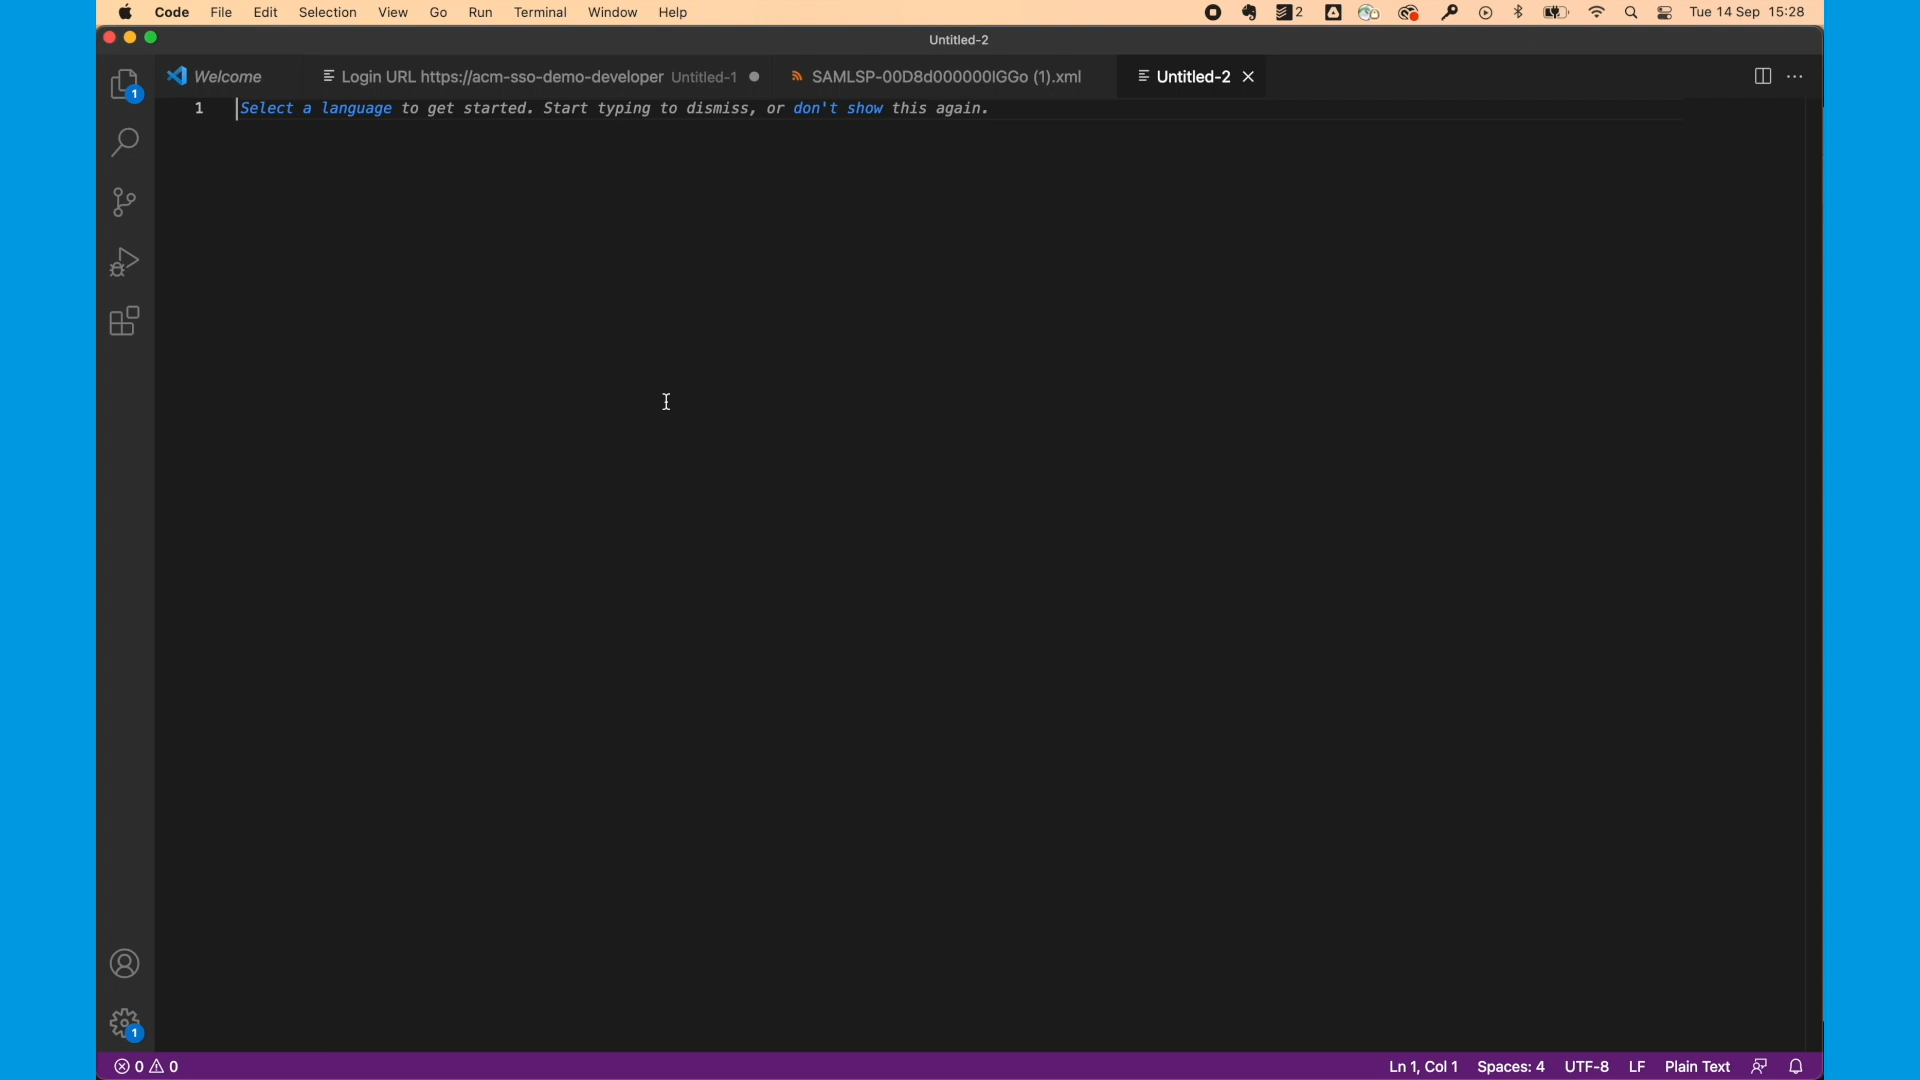 Code File Edit Selection View Go Run Terminal Window Help 2 Tue 14 Sep 15:28
Untitled-2
Welcome Login URL https://acm-sso-demo-developer Untitled-1 SAMLSP-00D8d000000IGGo (1).xml Untitled-2
1
1 Select a language to get started. Start typing to dismiss, or don't show this again.
1
0 0 Ln 1, Col 1 Spaces: 4 UTF-8 LF Plain Text